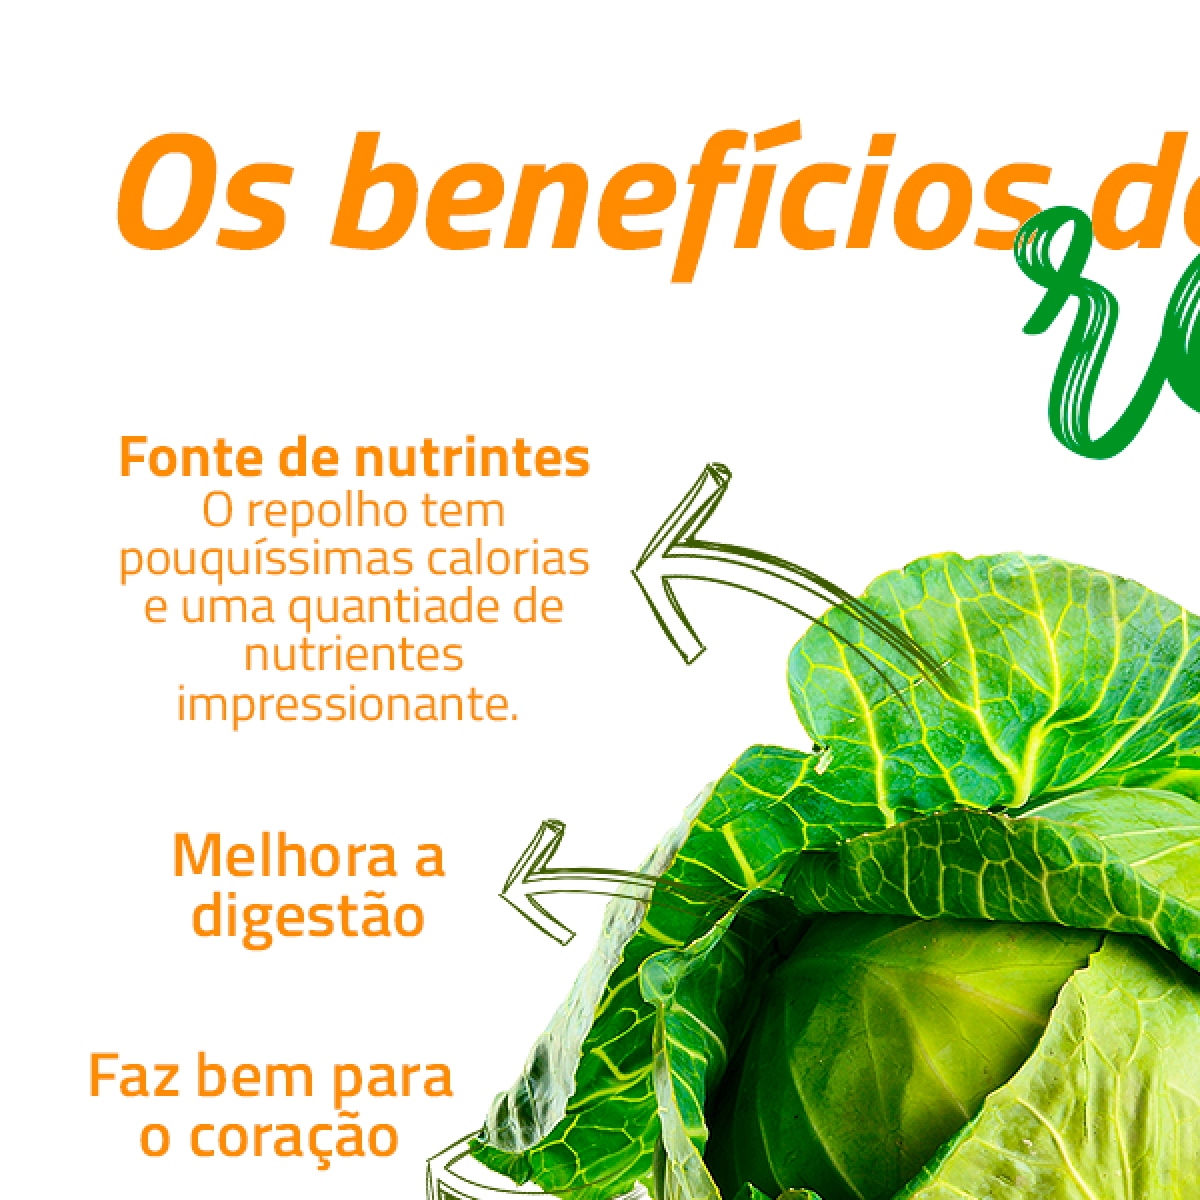 Os benefícios do
Fonte de nutrintes
O repolho tem
pouquíssimas calorias
e uma quantiade de
nutrientes
impressionante.
Melhora a
digestão
Faz bem para
o coração